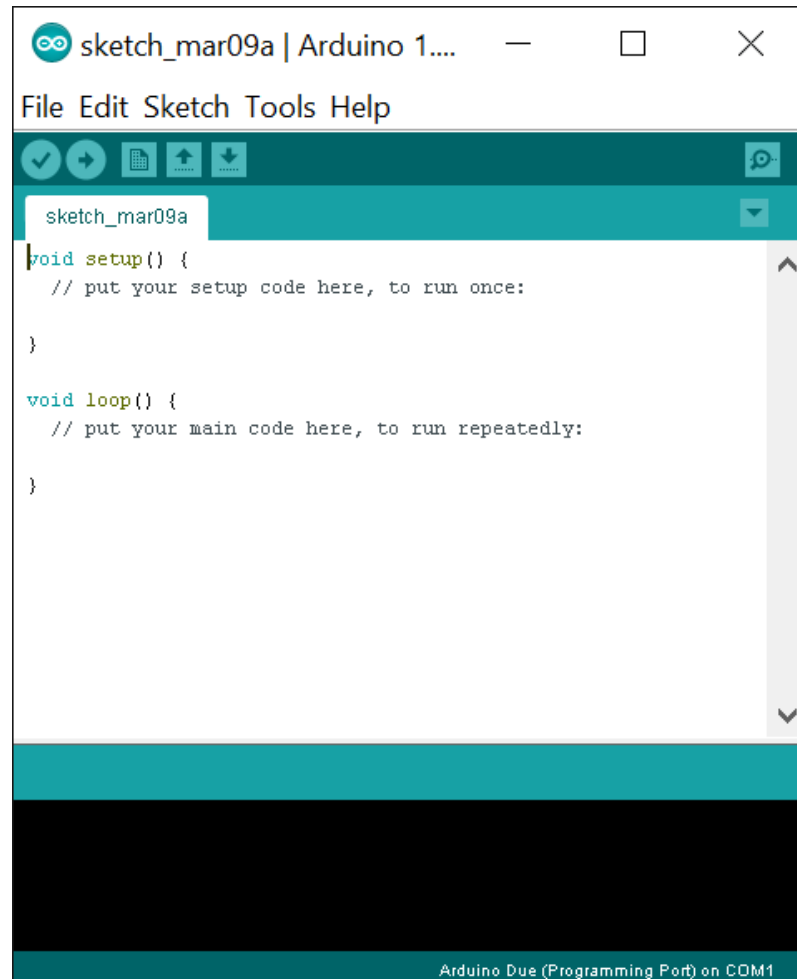 sketch_mar09a | Arduino 1....
File Edit Sketch Tools Help
sketch_mar09a
void setup() {
  // put your setup code here, to run once:
}
void loop() {
  // put your main code here, to run repeatedly:
}
Arduino Due (Programming Port) on COM1